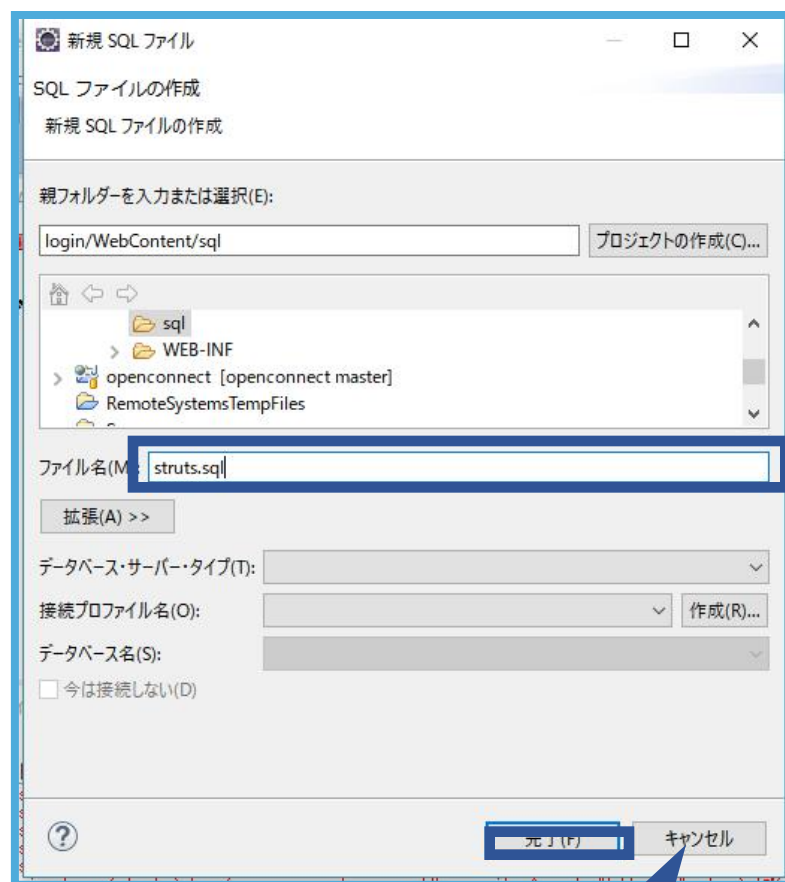 新規 SQL ファイル
SQL ファイルの作成
新規 SQL ファイルの作成
親フォルダーを入力または選択(E):
login/WebContent/sql
プロジェクトの作成(C)...
sql
WEB-INF
openconnect [openconnect master]
RemoteSystemsTempFiles
ファイル名(M
struts.sql
拡張(A) >>
データベース・サーバー・タイプ(T):
接続プロファイル名(O):
作成(R)...
データベース名(S):
今は接続しない(D)
完了(F)
キャンセル